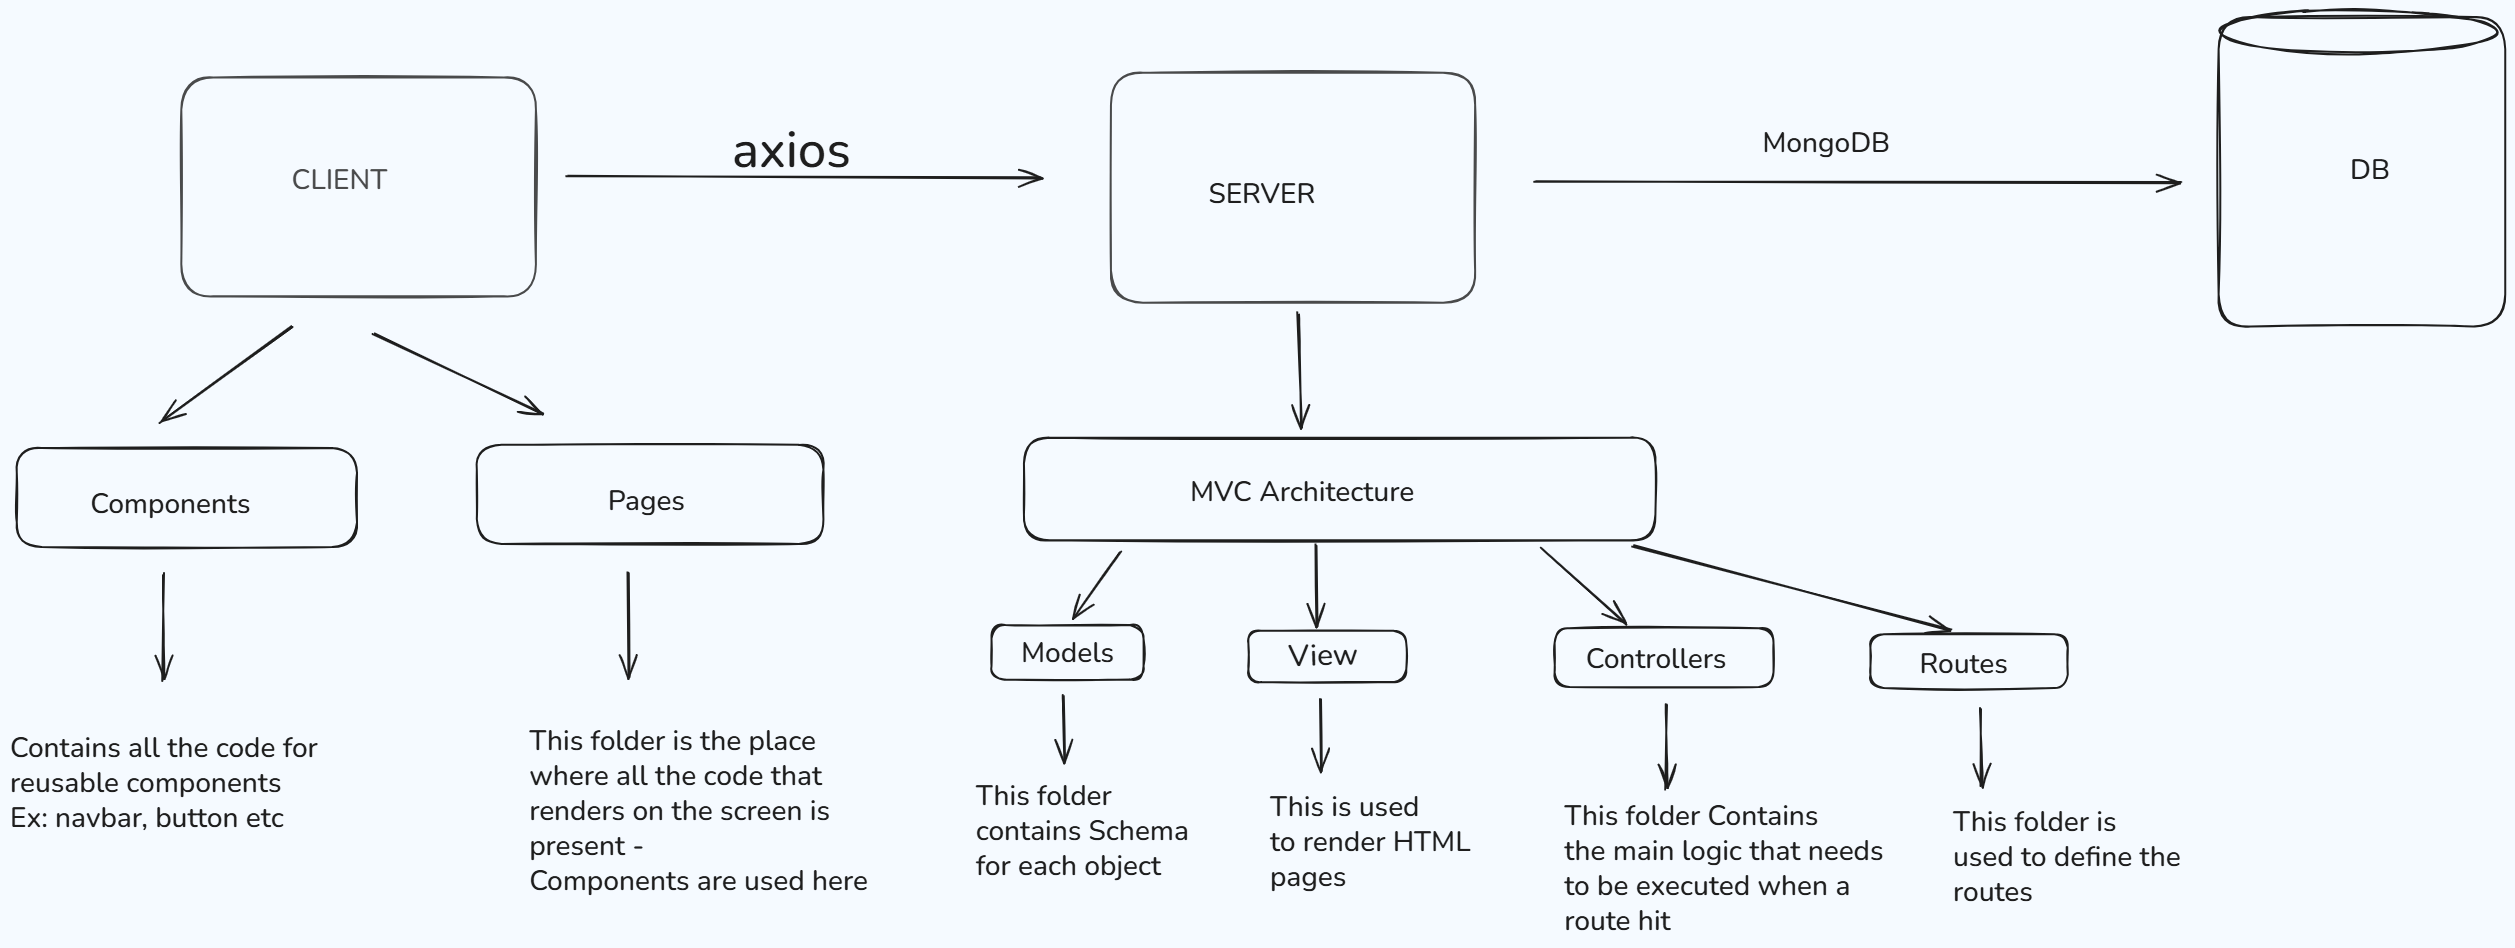 CLIENT
axios
SERVER
MongoDB
DB
Components
Pages
MVC Architecture
Models
View
Controllers
Routes
Contains all the code for
reusable components
Ex: navbar, button etc
This folder is the place
where all the code that
renders on the screen is
present -
Components are used here
This folder
contains Schema
for each object
This is used
to render HTML
pages
This folder Contains
the main logic that needs
to be executed when a
route hit
This folder is
used to define the
routes